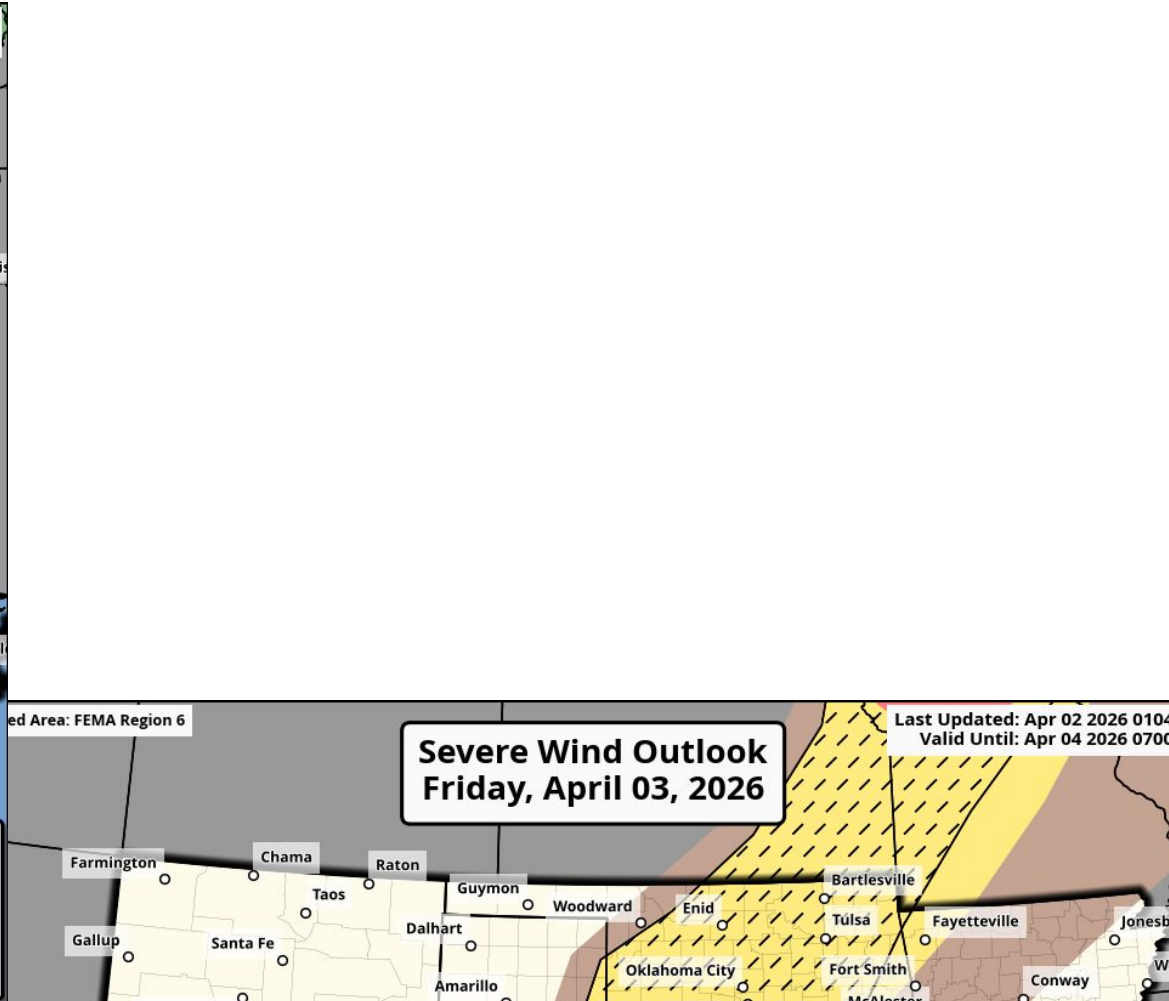 ed Area: FEMA Region 6
Severe Wind Outlook
Friday, April 03, 2026
Last Updated: Apr 02 2026 0104
Valid Until: Apr 04 2026 0700
Farmington
Chama
Raton
Taos
Guymon
Woodward
Enid
Bartlesville
Tulsa
Fayetteville
Jonesb
Gallup
Santa Fe
Dalhart
Amarillo
Oklahoma City
Fort Smith
McAlester
Conway
W